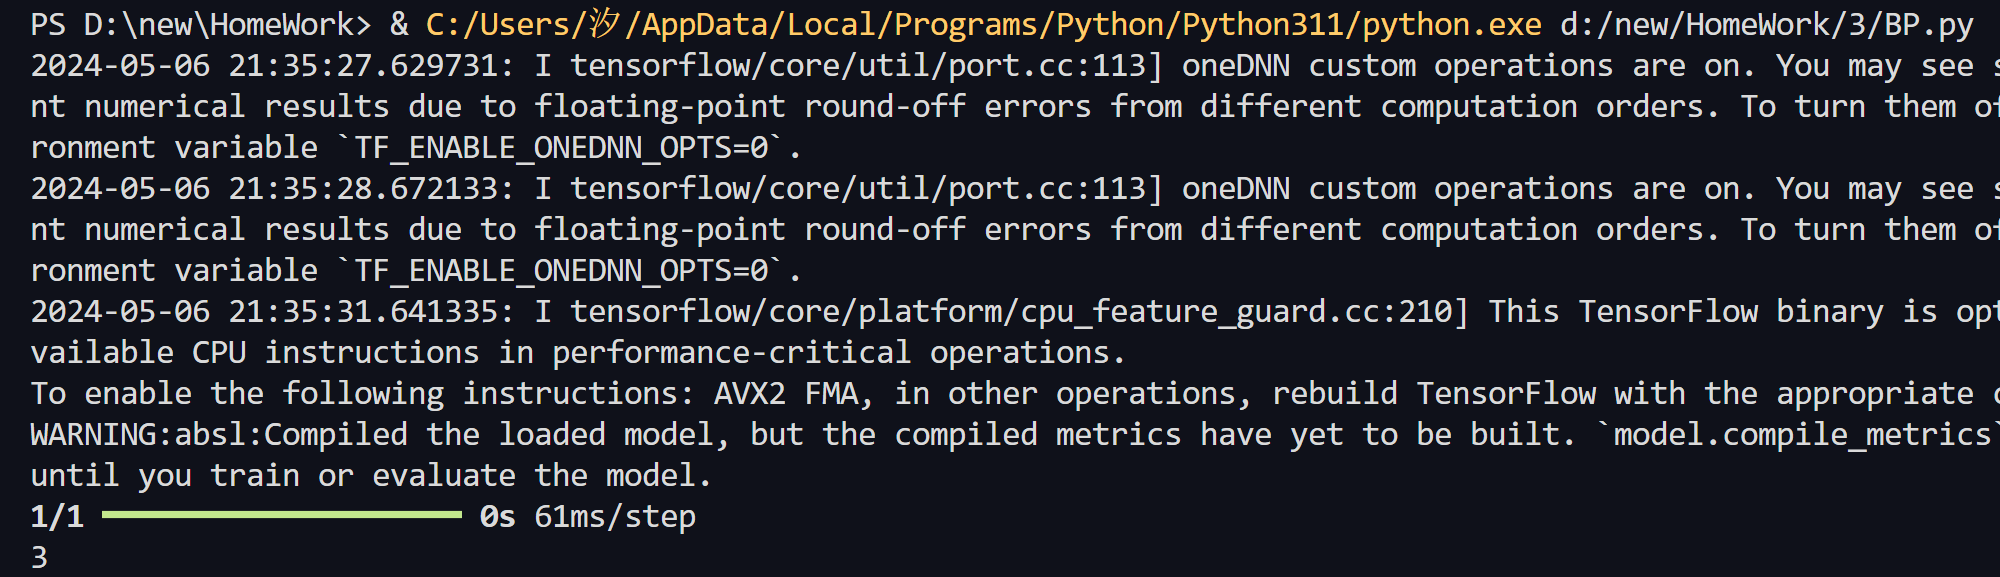 PS D:\new\HomeWork> & C:/Users/汐/AppData/Local/Programs/Python/Python311/python.exe d:/new/HomeWork/3/BP.py
2024-05-06 21:35:27.629731: I tensorflow/core/util/port.cc:113] oneDNN custom operations are on. You may see
nt numerical results due to floating-point round-off errors from different computation orders. To turn them
ronment variable `TF_ENABLE_ONEDNN_OPTS=0`.
2024-05-06 21:35:28.672133: I tensorflow/core/util/port.cc:113] oneDNN custom operations are on. You may see
nt numerical results due to floating-point round-off errors from different computation orders. To turn them
ronment variable `TF_ENABLE_ONEDNN_OPTS=0`.
2024-05-06 21:35:31.641335: I tensorflow/core/platform/cpu_feature_guard.cc:210] This TensorFlow binary is opt
vailable CPU instructions in performance-critical operations.
To enable the following instructions: AVX2 FMA, in other operations, rebuild TensorFlow with the appropriate
WARNING:absl:Compiled the loaded model, but the compiled metrics have yet to be built. `model.compile_metrics`
until you train or evaluate the model.
1/1 0s 61ms/step
3